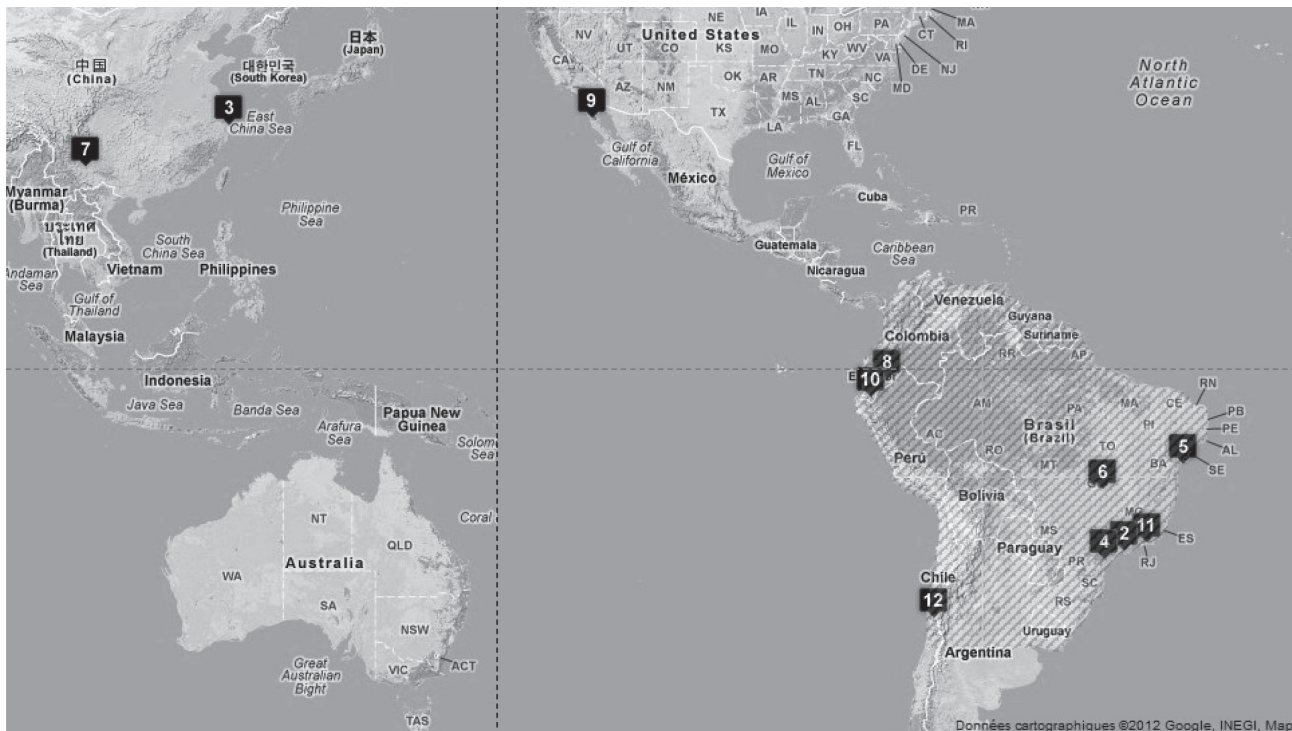 NE
IA
IL
IN
OH
PA
MA
CT
RI
NV
UT
CO
KS
MO
KY
WV
VA
DE
NJ
MD
United States
CA
AZ
NM
OK
AR
TN
NC
SC
MS
AL
GA
TX
LA
FL
日本
(Japan)
中国
(China)
대한민국
(South Korea)
North
Atlantic
Ocean
3
East
China Sea
9
7
Gulf of
California
Gulf of
Mexico
México
Myanmar
(Burma)
Cuba
PR
Philippine
Sea
ประเทศ
ไทย
(Thailand)
South
China Sea
Guatemala
Caribbean
Sea
Andaman
Sea
Vietnam
Philippines
Nicaragua
Gulf of
Thailand
Venezuela
Guyana
Malaysia
Colombia
Suriname
RR
AP
8
10
Indonesia
Java Sea
Banda Sea
Papua New
Guinea
Arafura
Sea
Solom
Sea
RN
AM
PA
MA
CE
PB
PI
PE
Brasil
(Brazil)
AC
RO
TO
5
AL
Perú
MT
6
BA
SE
Bolivia
NT
Coral
QLD
MS
4
2
11
ES
Paraguay
RJ
Australia
PR
WA
Chile
SC
SA
12
RS
NSW
Uruguay
Great
Australian
Bight
VIC
ACT
Argentina
TAS
Données cartographiques ©2012 Google, INEGI, Map